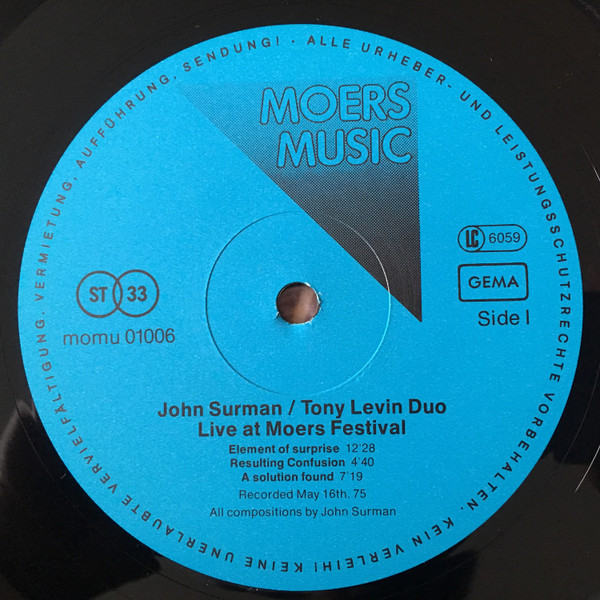 MOERS
MUSIC
LC 6059
GEMA
Side I
ST 33
momu 01006
John Surman / Tony Levin Duo
Live at Moers Festival
Element of surprise 12'28
Resulting Confusion 4'40
A solution found 7'19
Recorded May 16th. 75
All compositions by John Surman
ALLE URHEBER- UND LEISTUNGSSCHUTZRECHTE VORBEHALTEN. KEIN VERLEIH! KEINE UNERLAUBTE VERVIELFÄLTIGUNG, VERMIETUNG, AUFFÜHRUNG, SENDUNG! ·